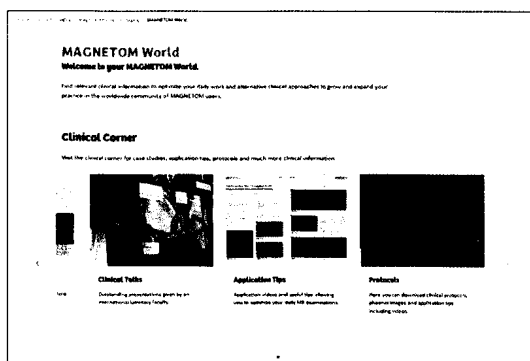 MAGNETOM World
MAGNETOM World
Welcome to your MAGNETOM World.
Find relevant clinical information to optimize your daily work and alternative clinical approaches to grow and expand your
practice in the worldwide community of MAGNETOM users.
Clinical Corner
Visit the clinical corner for case studies, application tips, protocols and much more clinical information.
Clinical Talks
Application Tips
Protocols
Outstanding presentations given by an
international faculty.
Application videos and useful tips allowing
you to optimize your daily MR examinations.
Here you can download clinical protocols,
phantom images and application tips
including videos.